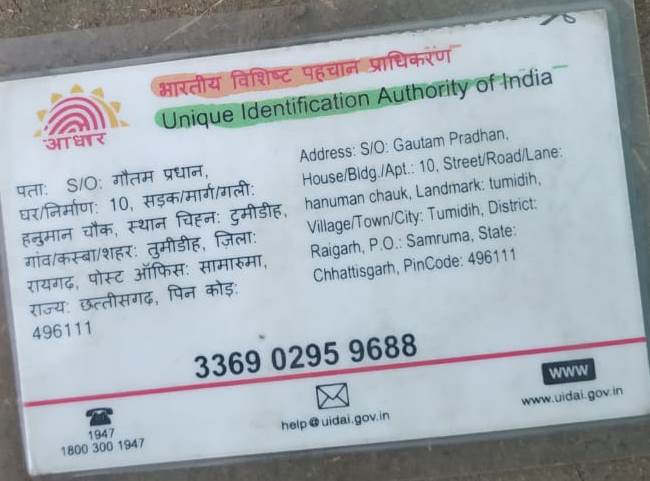 भारतीय विशिष्ट पहचान प्राधिकरण
Unique Identification Authority of India
आधार
पता: S/O: गौतम प्रधान,
घर/निर्माण: 10, सड़क/मार्ग/गली:
हनुमान चौक, स्थान चिह्न: टुमीडीह,
गांव/कस्बा/शहर: तुमीडीह, ज़िला:
रायगढ़, पोस्ट ऑफिस: सामारुमा,
राज्य: छत्तीसगढ़, पिन कोड:
496111
Address: S/O: Gautam Pradhan,
House/Bldg./Apt.: 10, Street/Road/Lane:
hanuman chauk, Landmark: tumidih,
Village/Town/City: Tumidih, District:
Raigarh, P.O.: Samruma, State:
Chhattisgarh, PinCode: 496111
3369 0295 9688
1947
1800 300 1947
help@uidai.gov.in
www
www.uidai.gov.in